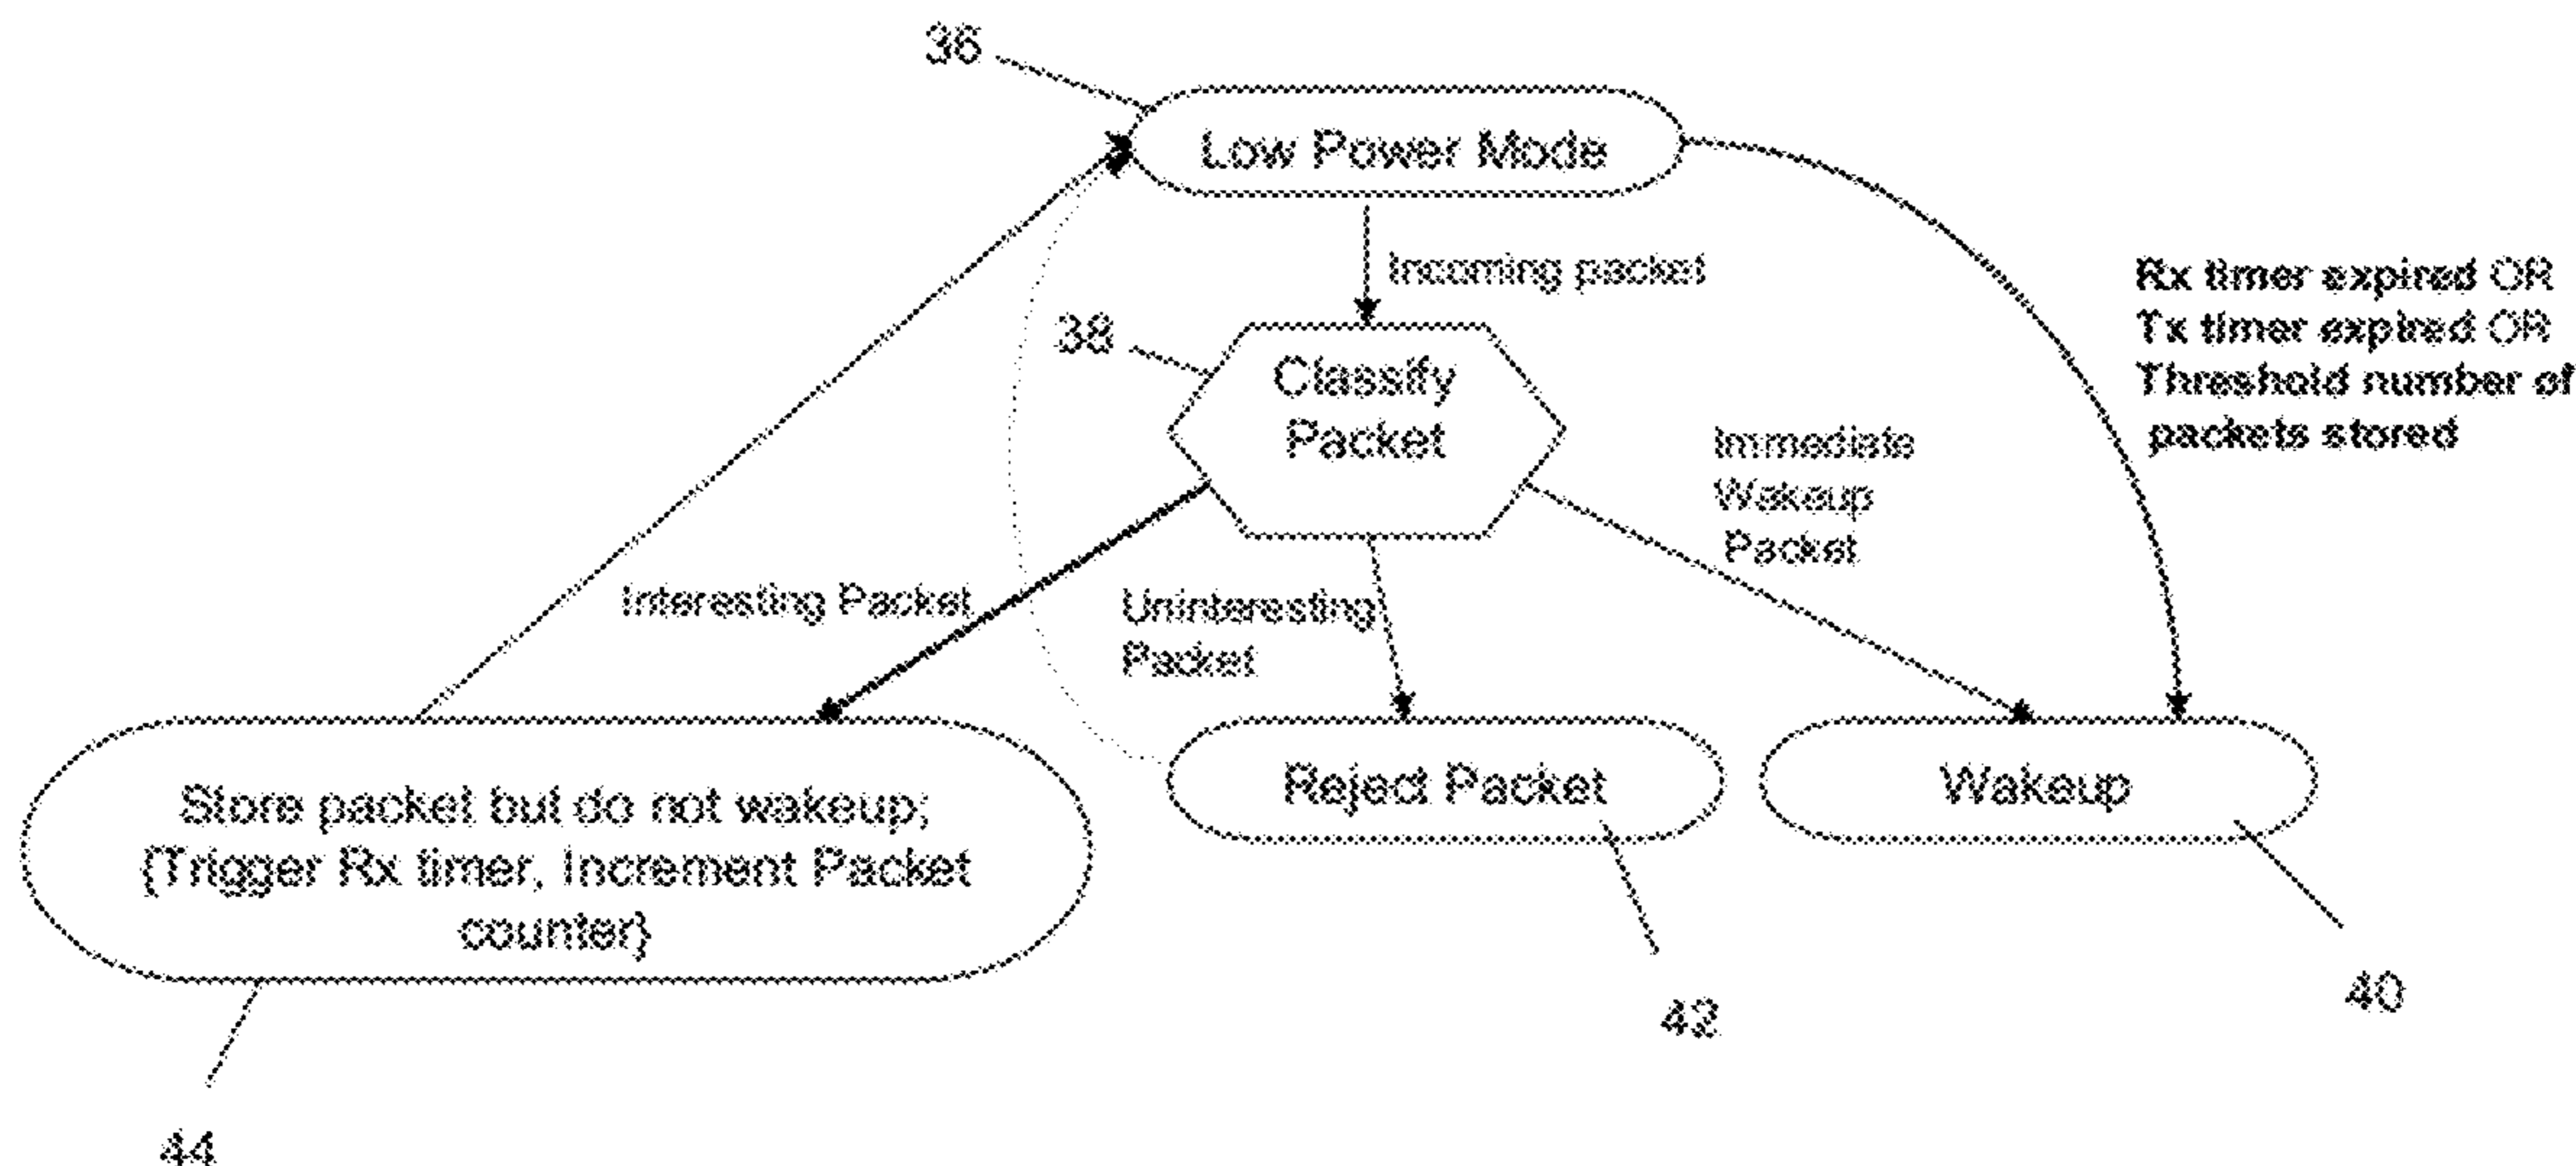 36
Low Power Mode
Incoming packet
Rx timer expired OR
Tx timer expired OR
Threshold number of
packets stored
38
Classify
Packet
Immediate
Wakeup
Packet
Interesting Packet
Uninteresting
Packet
Store packet but do not wakeup;
{Trigger Rx timer, Increment Packet
counter}
Reject Packet
Wakeup
40
42
44